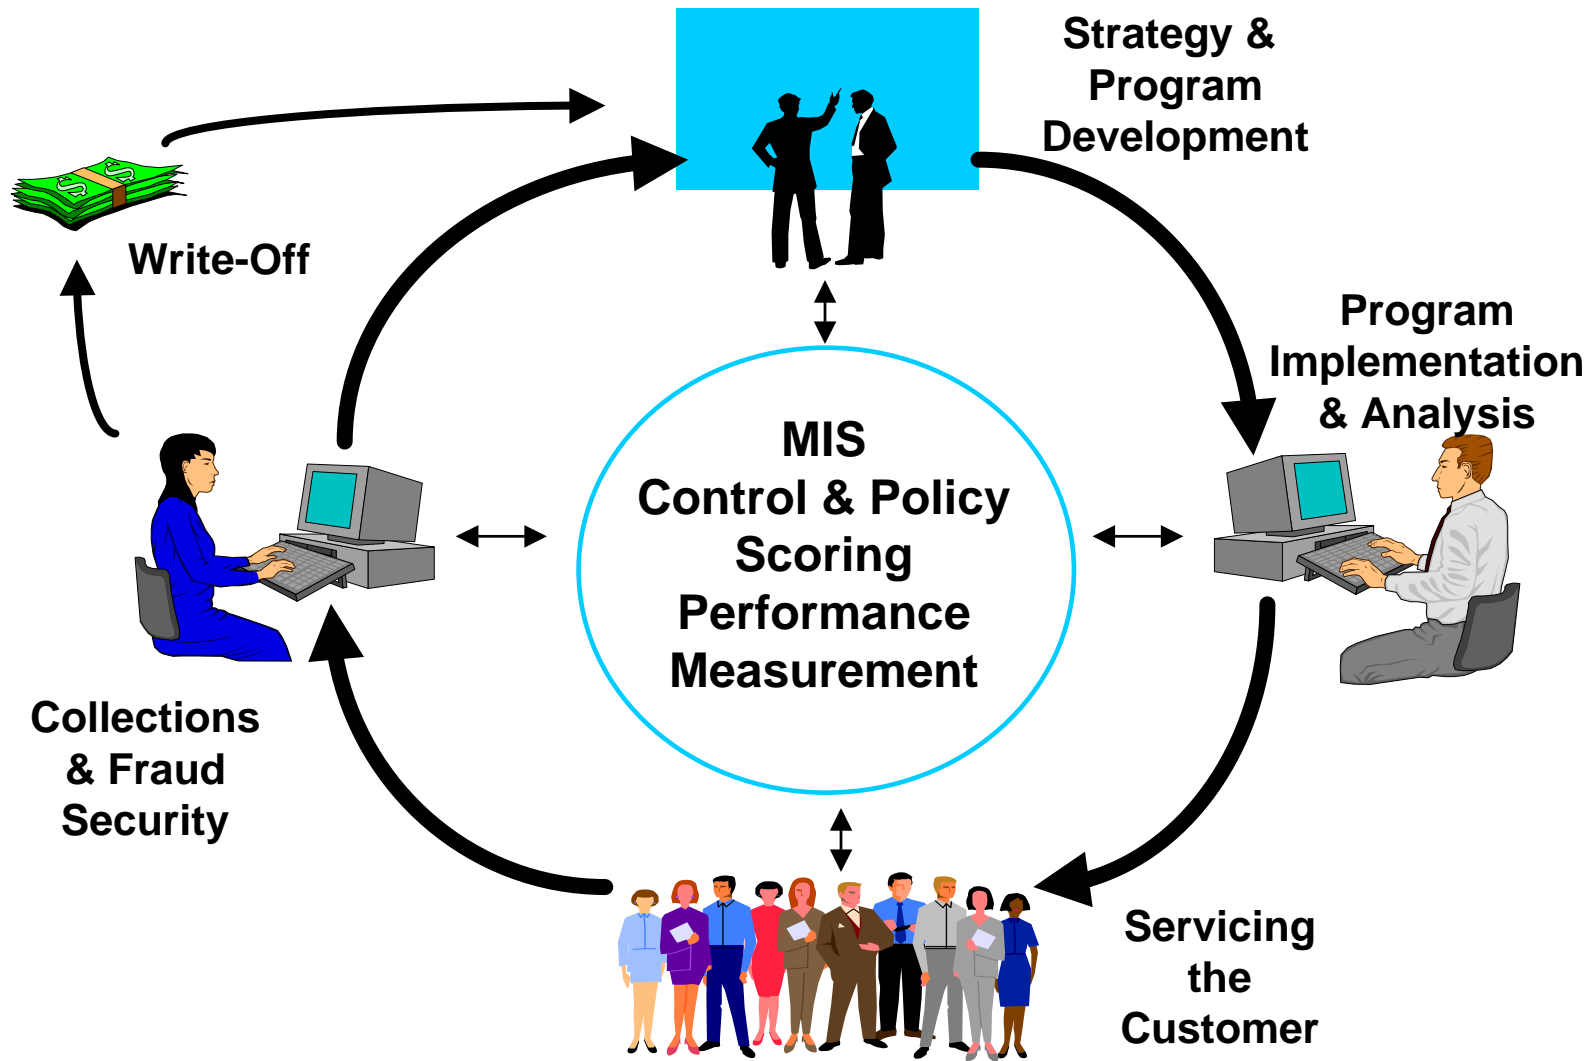 Strategy &
Program
Development
Write-Off
Program
Implementation
& Analysis
MIS
Control & Policy
Scoring
Performance
Measurement
Collections
& Fraud
Security
Servicing
the
Customer